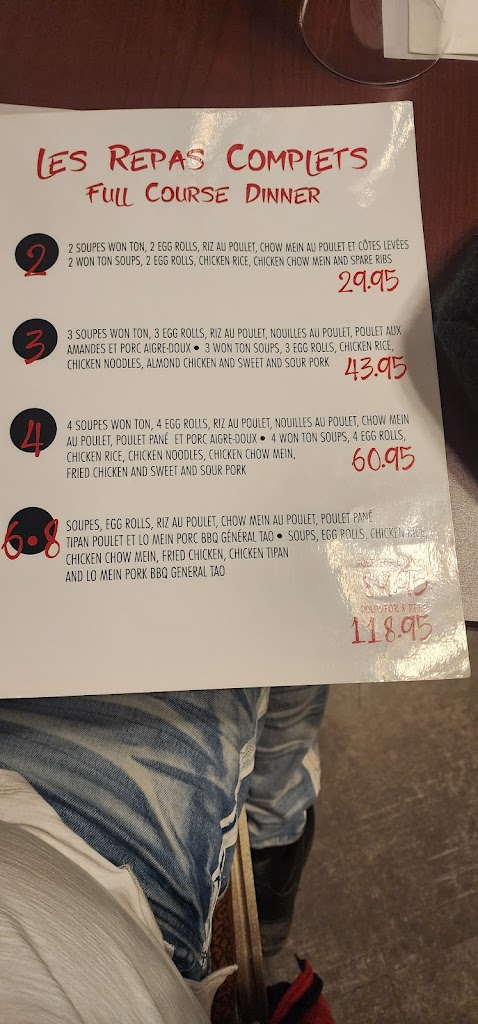 LES REPAS COMPLETS
FULL COURSE DINNER
2
2 SOUPES WON TON, 2 EGG ROLLS, RIZ AU POULET, CHOW MEIN AU POULET ET CÔTES LEVÉES
2 WON TON SOUPS, 2 EGG ROLLS, CHICKEN RICE, CHICKEN CHOW MEIN AND SPARE RIBS
29.95
3
3 SOUPES WON TON, 3 EGG ROLLS, RIZ AU POULET, NOUILLES AU POULET, POULET AUX
AMANDES ET PORC AIGRE-DOUX • 3 WON TON SOUPS, 3 EGG ROLLS, CHICKEN RICE,
CHICKEN NOODLES, ALMOND CHICKEN AND SWEET AND SOUR PORK
43.95
4
4 SOUPES WON TON, 4 EGG ROLLS, RIZ AU POULET, NOUILLES AU POULET, CHOW MEIN
AU POULET, POULET PANÉ ET PORC AIGRE-DOUX • 4 WON TON SOUPS, 4 EGG ROLLS,
CHICKEN RICE, CHICKEN NOODLES, CHICKEN CHOW MEIN,
FRIED CHICKEN AND SWEET AND SOUR PORK
60.95
6•8
SOUPES, EGG ROLLS, RIZ AU POULET, CHOW MEIN AU POULET, POULET PANÉ
TIPAN POULET ET LO MEIN PORC BBQ GÉNÉRAL TAO • SOUPS, EGG ROLLS, CHICKEN RICE,
CHICKEN CHOW MEIN, FRIED CHICKEN, CHICKEN TIPAN
AND LO MEIN PORK BBQ GENERAL TAO
89.95
118.95